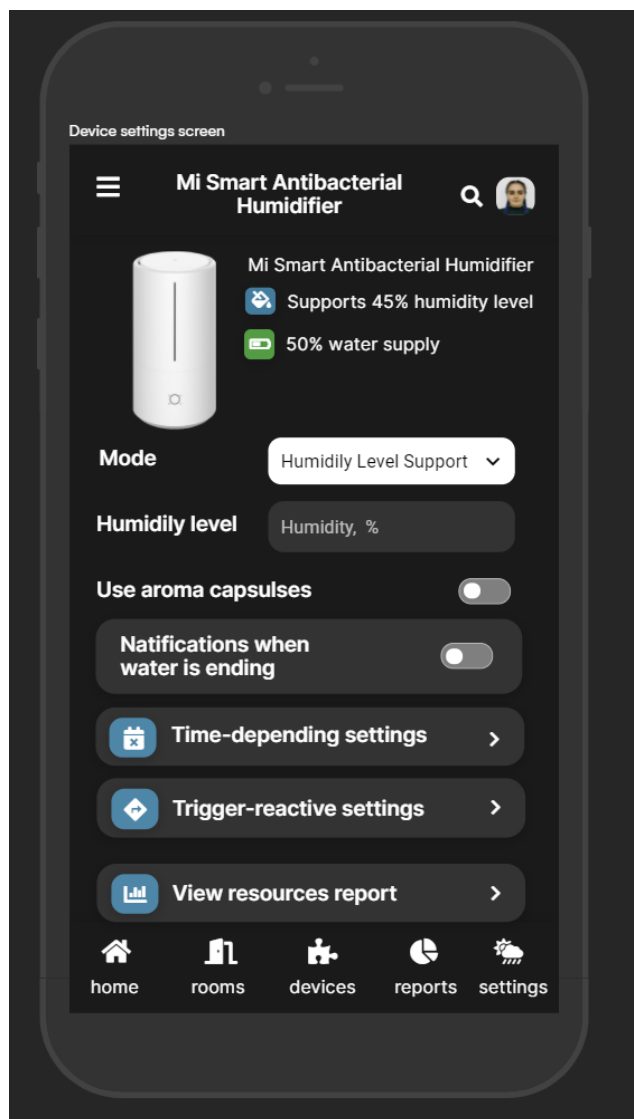 Device settings screen
Mi Smart Antibacterial
Humidifier
Mi Smart Antibacterial Humidifier
Supports 45% humidity level
50% water supply
Mode
Humidily Level Support
Humidily level
Humidity, %
Use aroma capsulses
Natifications when
water is ending
Time-depending settings
Trigger-reactive settings
View resources report
home rooms devices reports settings